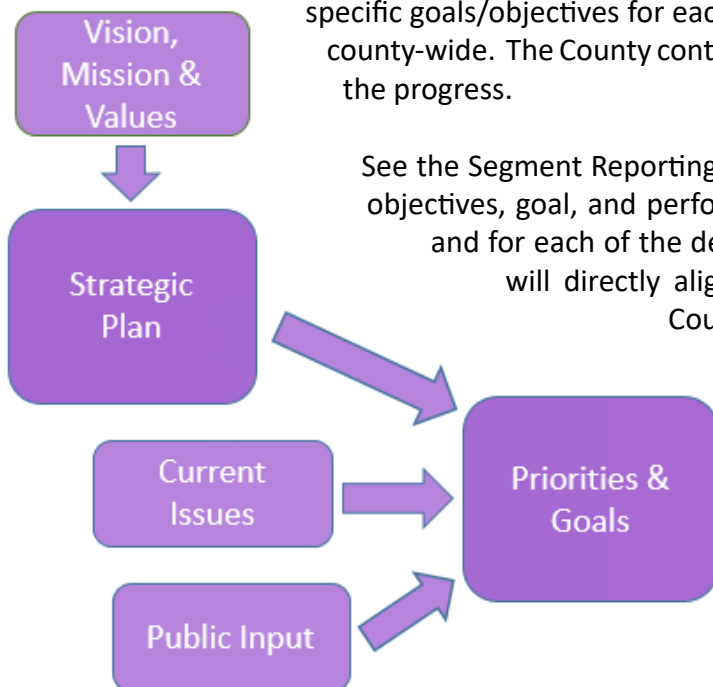 specific goals/objectives for eac
county-wide. The County cont
the progress.
See the Segment Reporting
objectives, goal, and perfo
and for each of the de
will directly alig
Cou
Vision,
Mission &
Values
Strategic
Plan
Current
Issues
Public Input
Priorities &
Goals